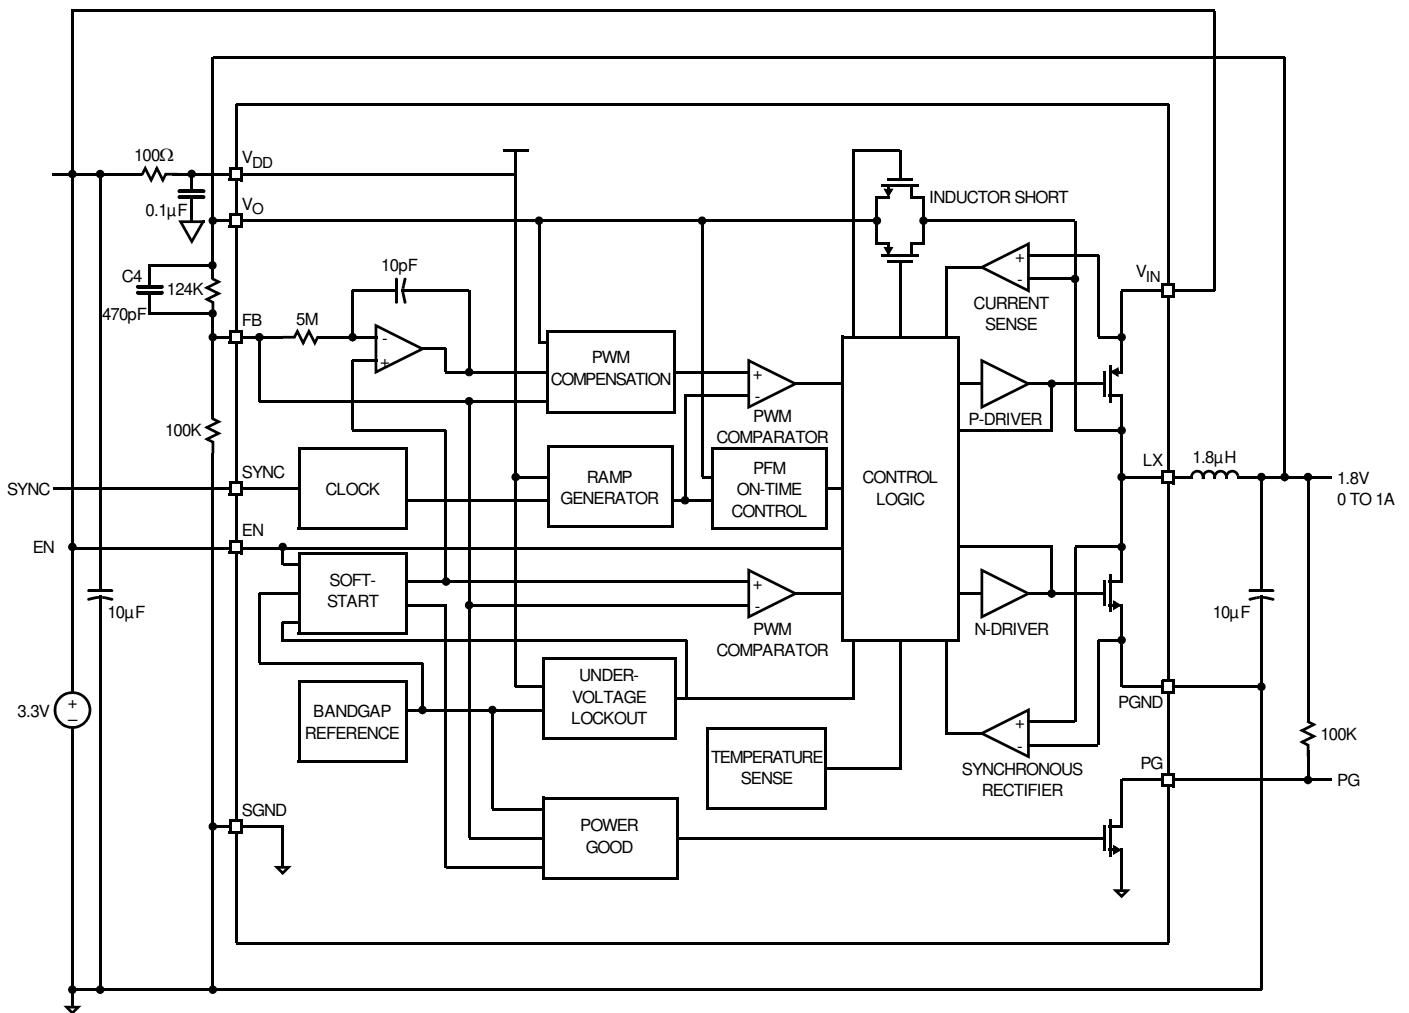 100Ω
VDD
0.1µF
VO
INDUCTOR SHORT
10pF
C4
124K
470pF
+
-
CURRENT
SENSE
VIN
FB
5M
-
+
PWM
COMPENSATION
+
-
PWM
COMPARATOR
P-DRIVER
100K
SYNC
SYNC
CLOCK
RAMP
GENERATOR
PFM
ON-TIME
CONTROL
CONTROL
LOGIC
LX
1.8µH
1.8V
0 TO 1A
EN
EN
SOFT-
START
+
-
PWM
COMPARATOR
N-DRIVER
10µF
10µF
3.3V
+
–
BANDGAP
REFERENCE
UNDER-
VOLTAGE
LOCKOUT
TEMPERATURE
SENSE
+
-
SYNCHRONOUS
RECTIFIER
PGND
100K
PG
PG
SGND
POWER
GOOD